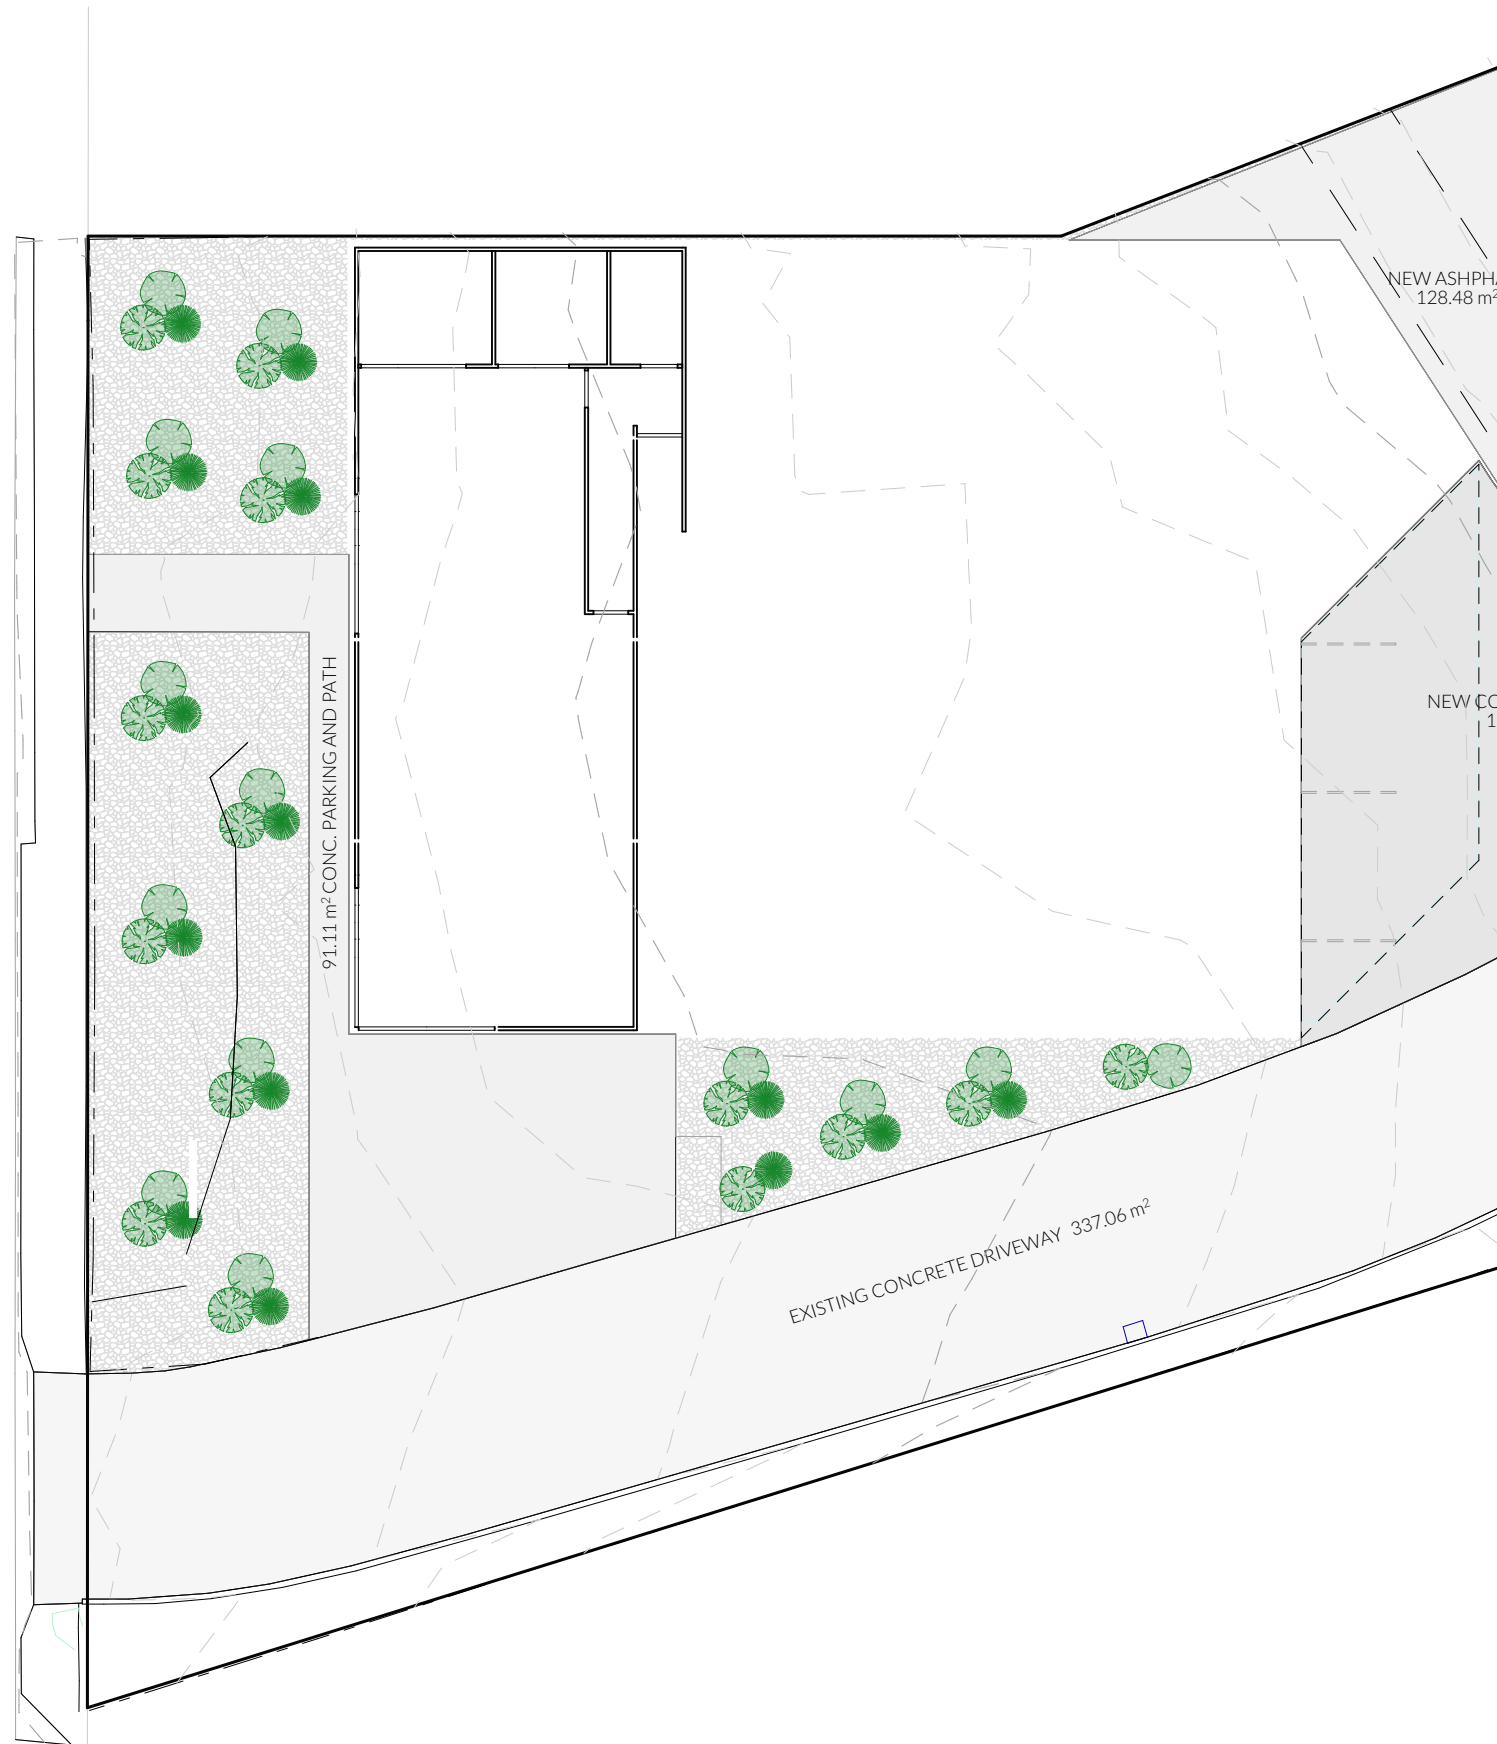 NEW ASHPHA
128.48 m²
NEW CO
1
91.11 m² CONC. PARKING AND PATH
EXISTING CONCRETE DRIVEWAY 337.06 m²